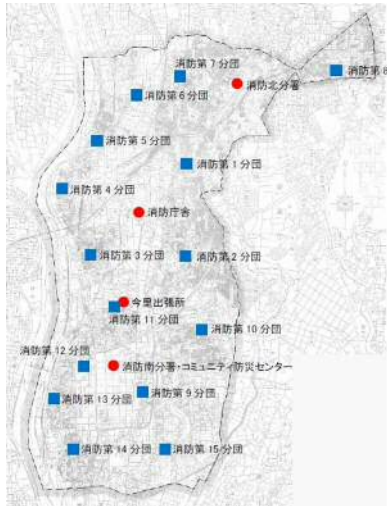 消防第７分団
消防北分署
消防第８
消防第６分団
消防第５分団
消防第１分団
消防第４分団
消防庁舎
消防第３分団
消防第２分団
今里出張所
消防第11分団
消防第10分団
消防第12分団
消防南分署・コミュニティ防災センター
消防第13分団
消防第９分団
消防第14分団
消防第15分団